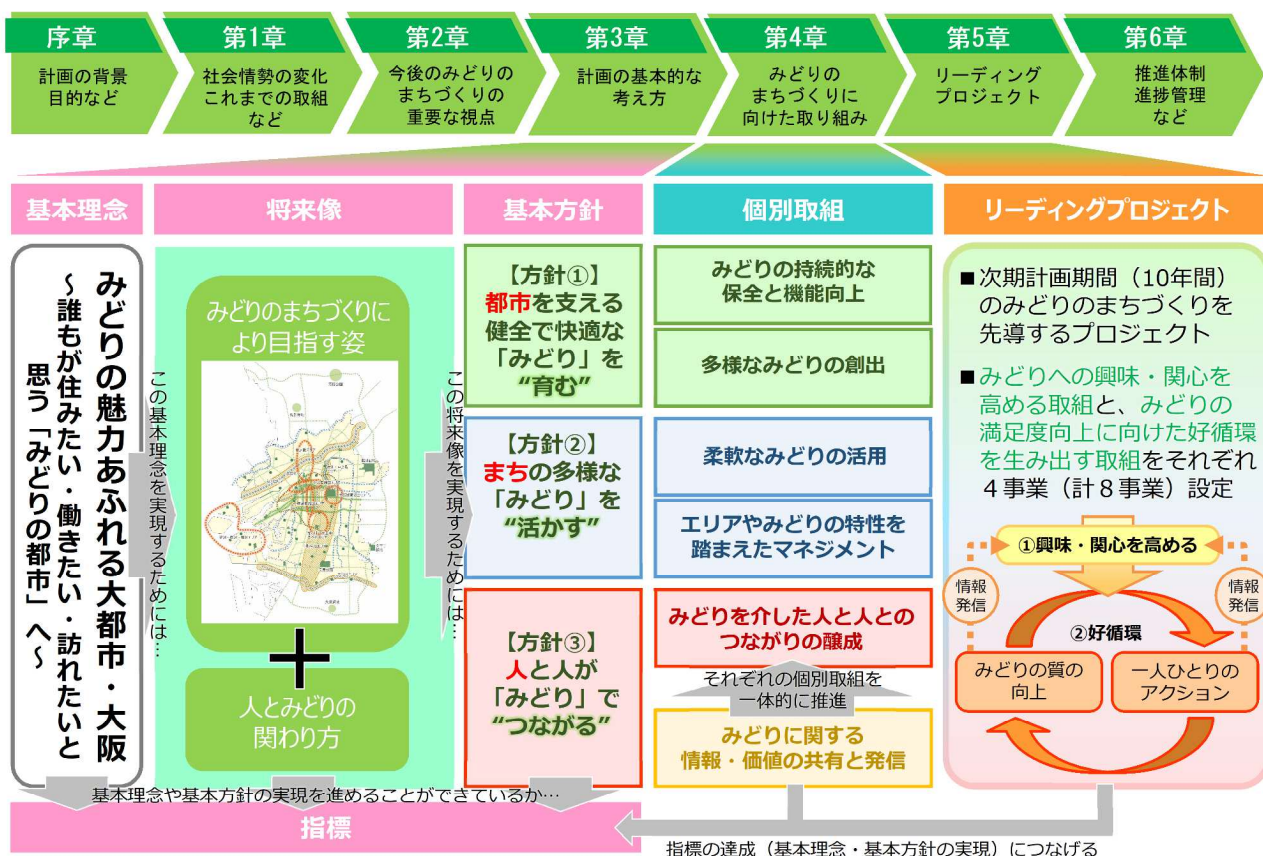 序章
計画の背景
目的など
第1章
社会情勢の変化
これまでの取組
など
第2章
今後のみどりの
まちづくりの
重要な視点
第3章
計画の基本的な
考え方
第4章
みどりの
まちづくりに
向けた取り組み
第5章
リーディング
プロジェクト
第6章
推進体制
進捗管理
など
基本理念
みどりの魅力あふれる大都市・大阪
～誰もが住みたい・働きたい・訪れたいと
思う「みどりの都市」へ～
この基本理念を実現するためには…
将来像
みどりのまちづくりに
より目指す姿
＋
人とみどりの
関わり方
この将来像を実現するためには…
基本方針
【方針①】
都市を支える
健全で快適な
「みどり」を
“育む”
【方針②】
まちの多様な
「みどり」を
“活かす”
【方針③】
人と人が
「みどり」で
“つながる”
個別取組
みどりの持続的な
保全と機能向上
多様なみどりの創出
柔軟なみどりの活用
エリアやみどりの特性を
踏まえたマネジメント
みどりを介した人と人との
つながりの醸成
それぞれの個別取組を
一体的に推進
みどりに関する
情報・価値の共有と発信
リーディングプロジェクト
■次期計画期間（10年間）
のみどりのまちづくりを
先導するプロジェクト
■みどりへの興味・関心を
高める取組と、みどりの
満足度向上に向けた好循環
を生み出す取組をそれぞれ
４事業（計８事業）設定
①興味・関心を高める
情報
発信
情報
発信
②好循環
みどりの質の
向上
一人ひとりの
アクション
基本理念や基本方針の実現を進めることができているか…
指標
指標の達成（基本理念・基本方針の実現）につなげる